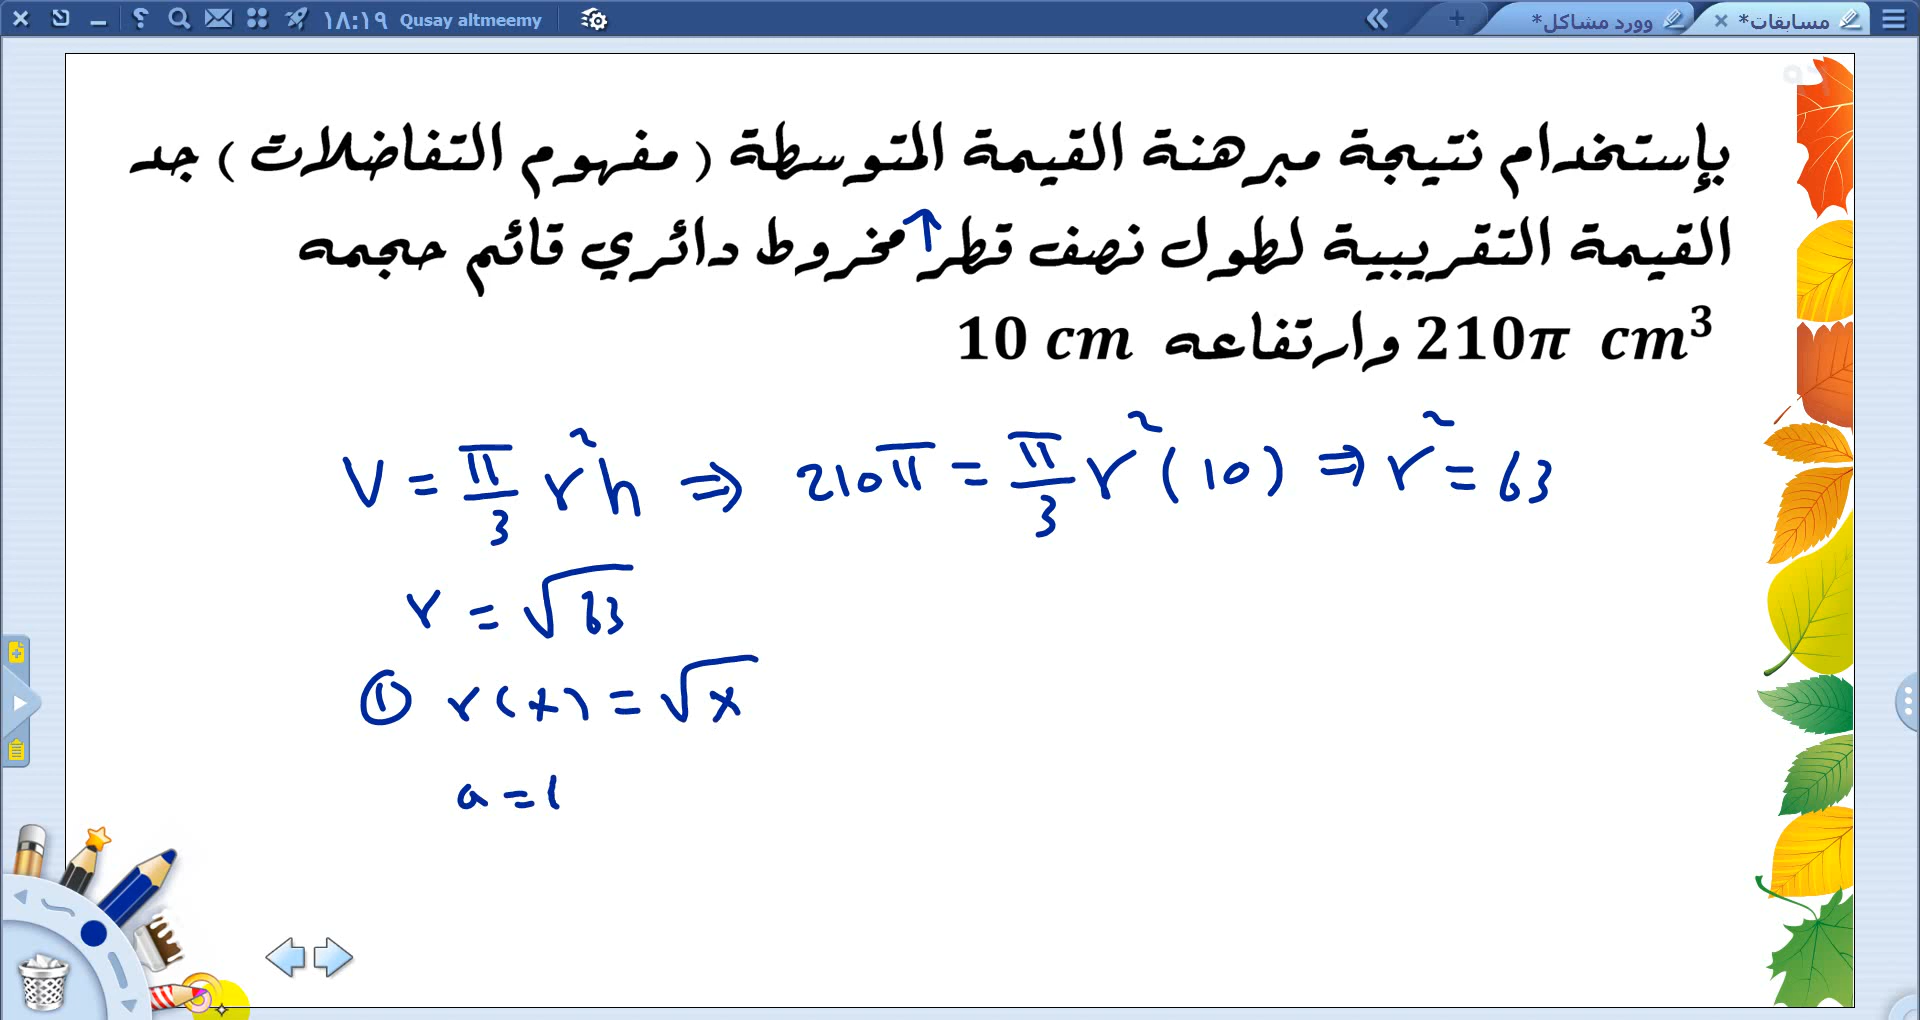 ١٨:١٩ Qusay altmeemy
وورد مشاكل*
مسابقات*
٩٦
بإستخدام نتيجة مبرهنة القيمة المتوسطة ( مفهوم التفاضلات ) جد
القيمة التقريبية لطول نصف قطر مخروط دائري قائم حجمه
210π cm³ وارتفاعه 10 cm
V = π/3 r² h ⇒ 210π = π/3 r² (10) ⇒ r² = 63
r = √63
① r(x) = √x
a = 1